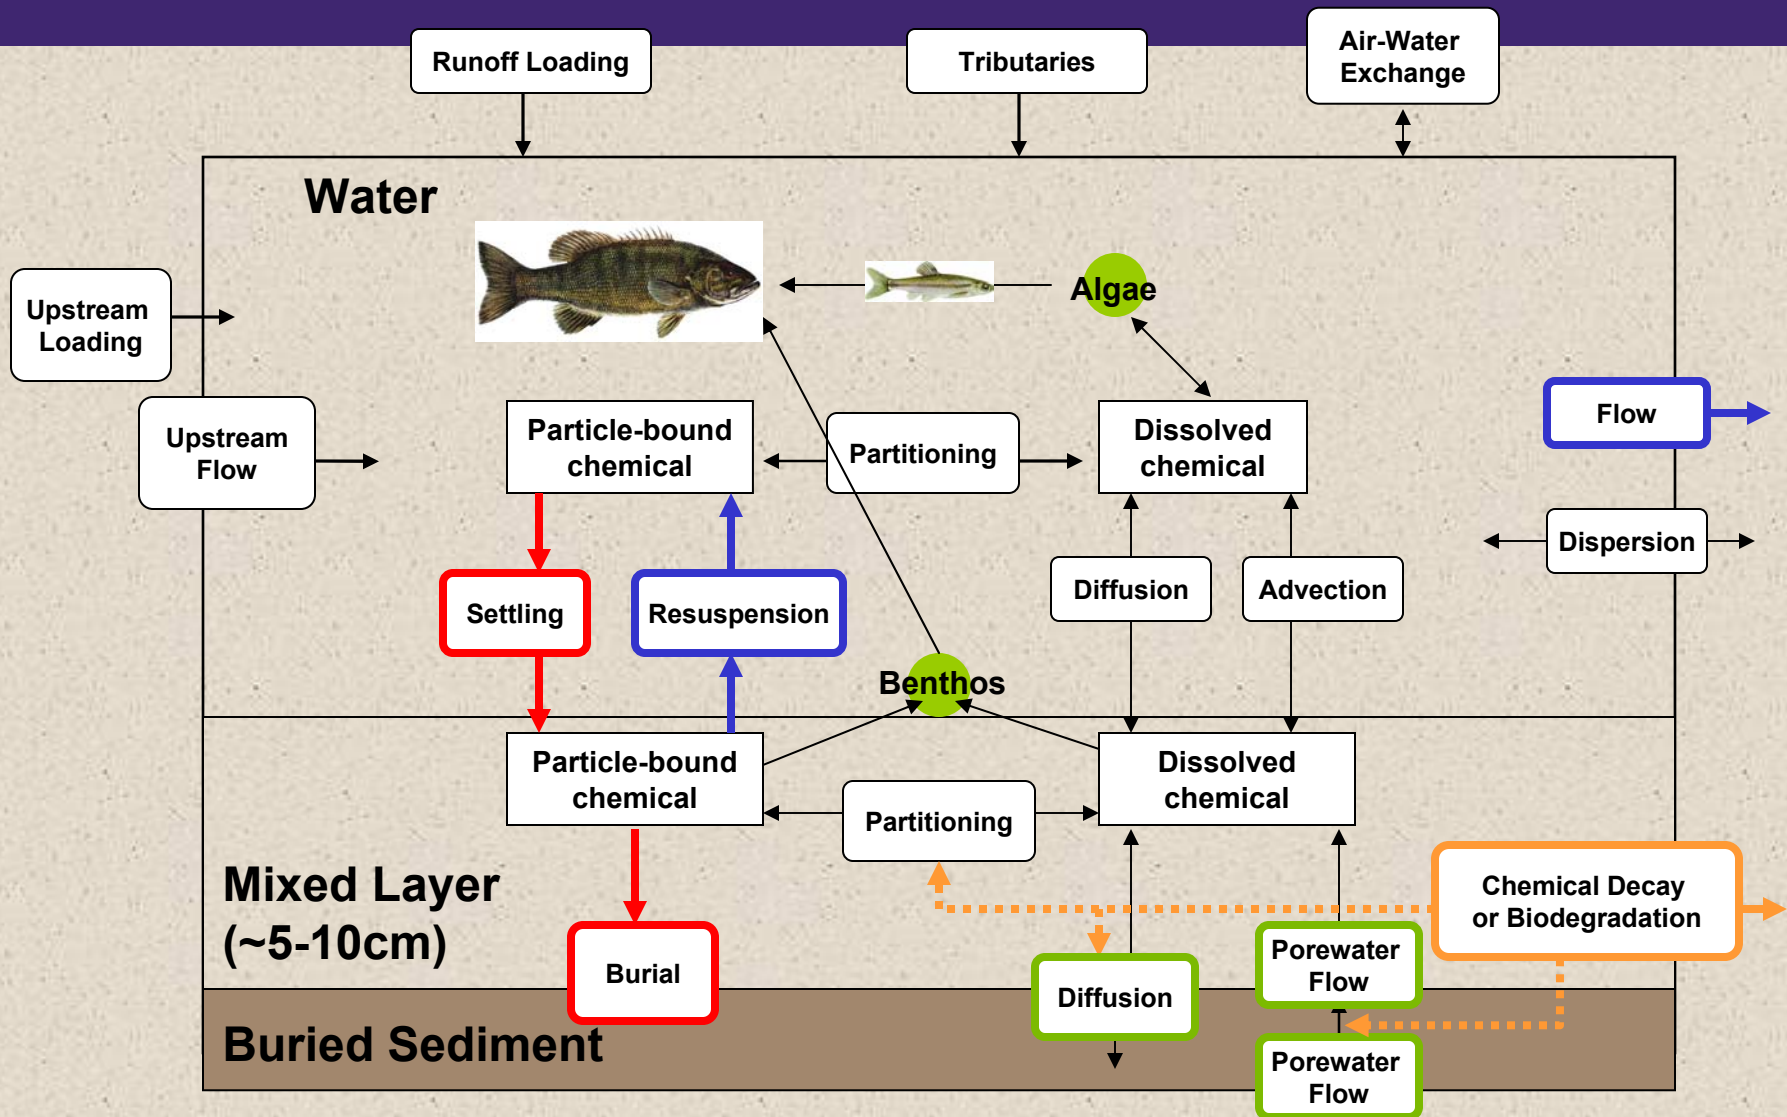 Runoff Loading
Tributaries
Air-Water
Exchange
Water
Algae
Upstream
Loading
Upstream
Flow
Particle-bound
chemical
Partitioning
Dissolved
chemical
Flow
Dispersion
Settling
Resuspension
Diffusion
Advection
Benthos
Particle-bound
chemical
Partitioning
Dissolved
chemical
Mixed Layer
(~5-10cm)
Chemical Decay
or Biodegradation
Burial
Diffusion
Porewater
Flow
Buried Sediment
Porewater
Flow